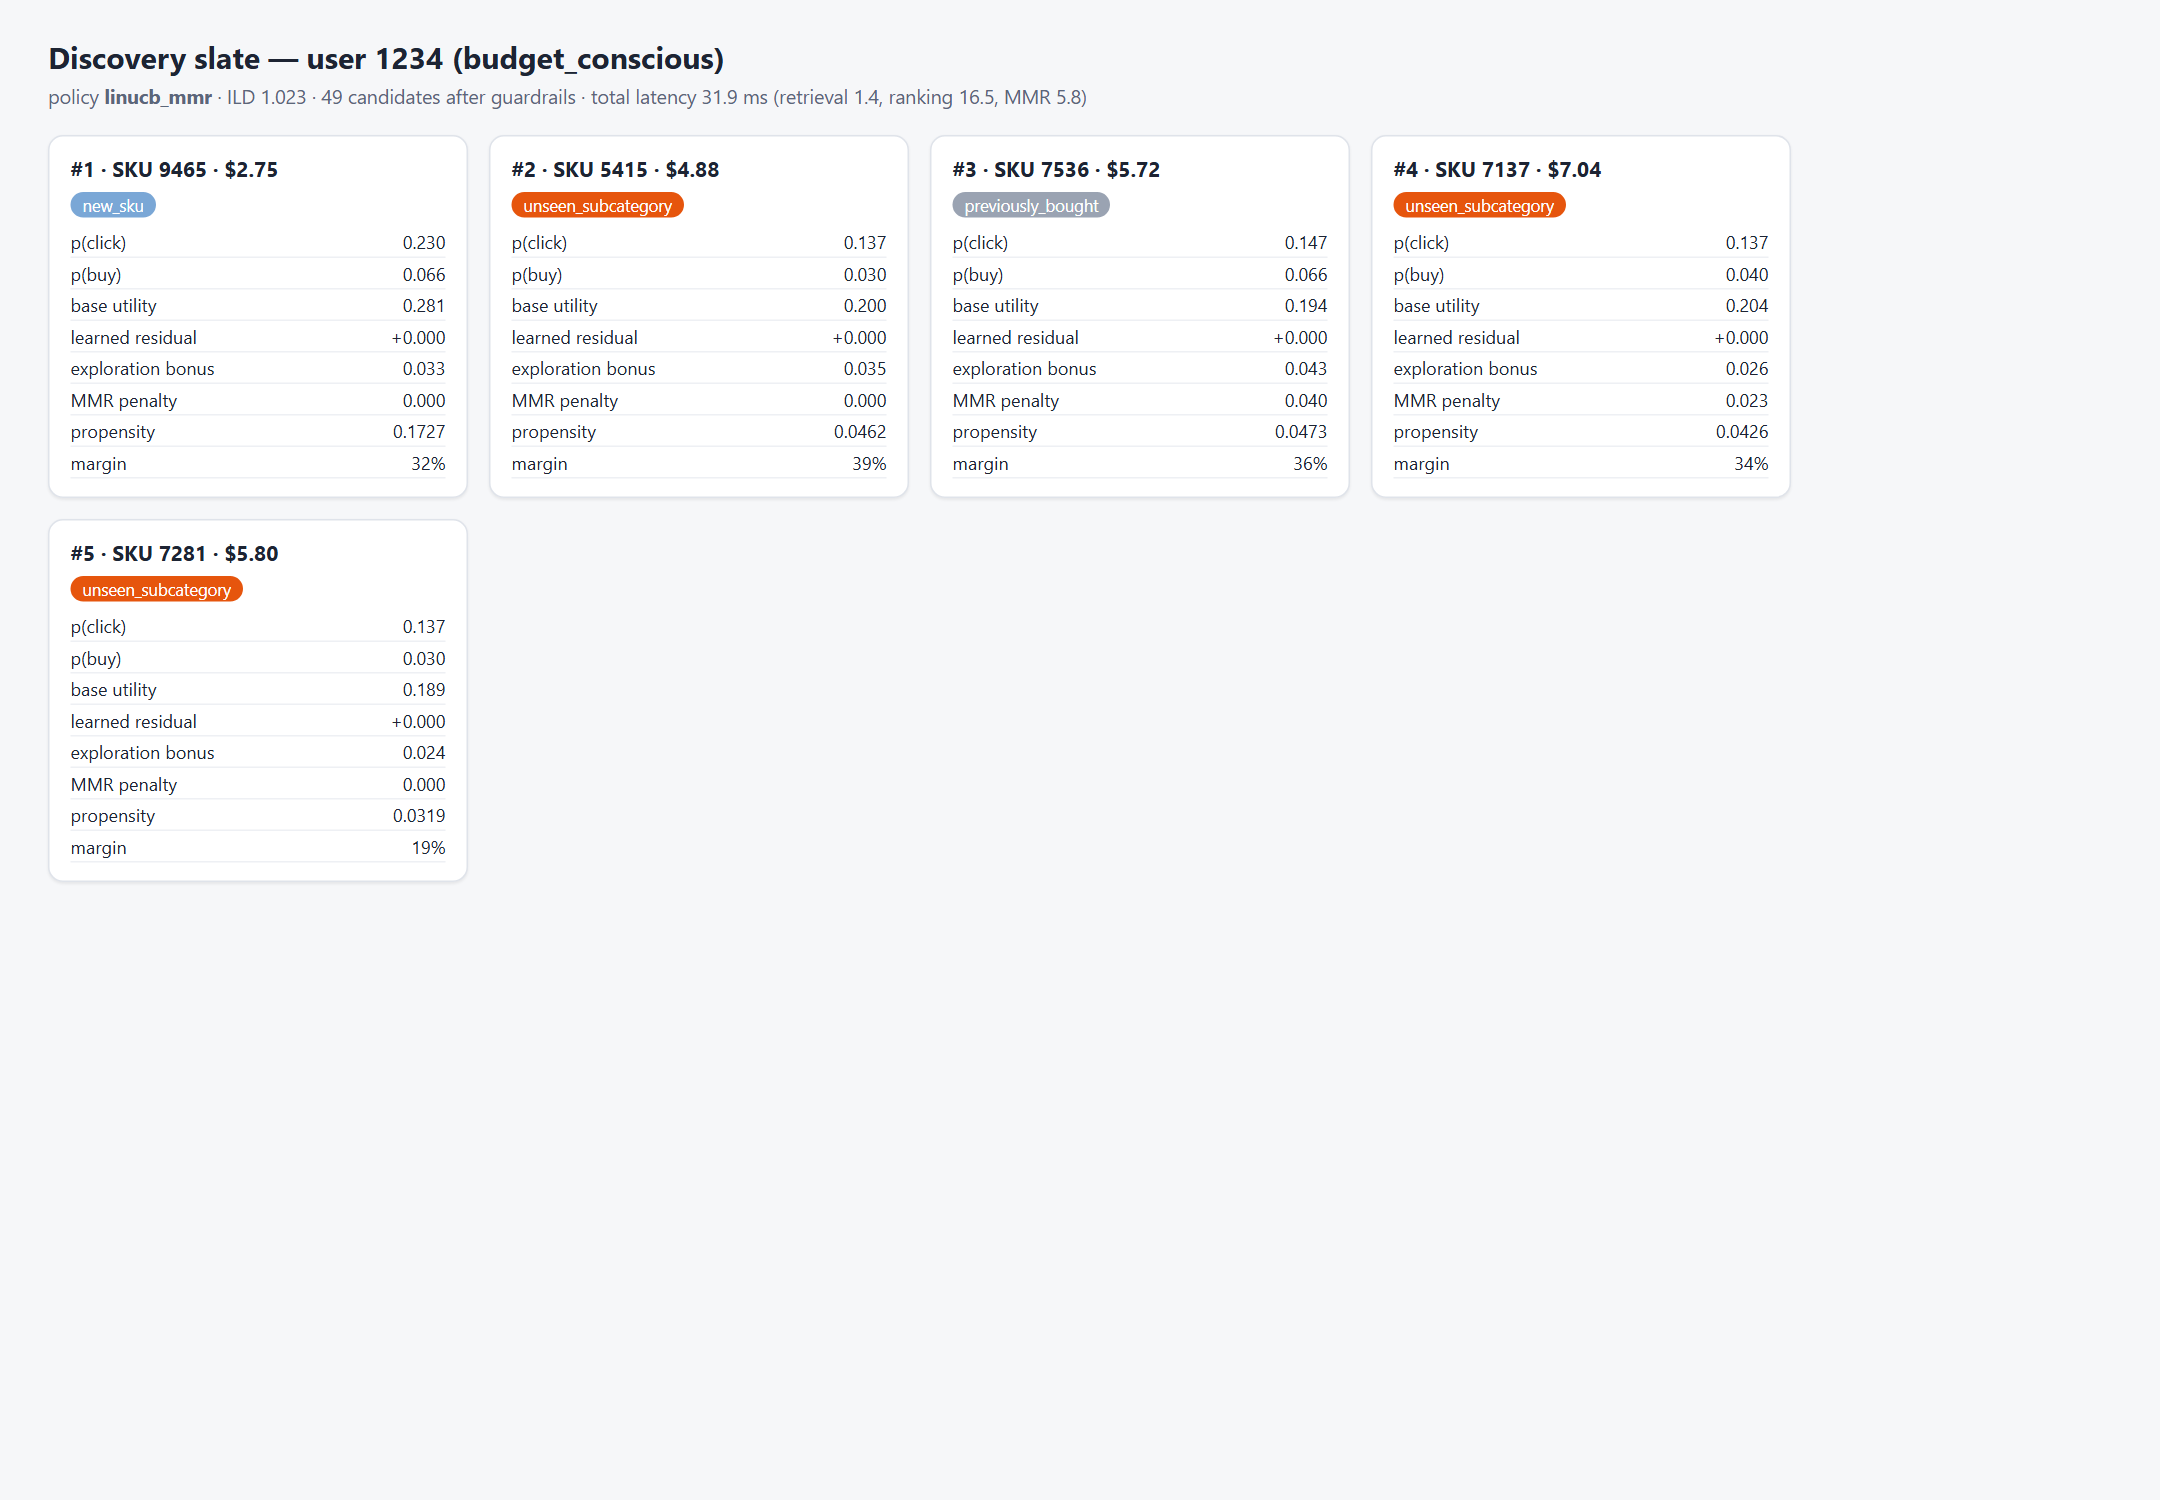 Discovery slate — user 1234 (budget_conscious)
policy linucb_mmr · ILD 1.023 · 49 candidates after guardrails · total latency 31.9 ms (retrieval 1.4, ranking 16.5, MMR 5.8)
#1 · SKU 9465 · $2.75
new_sku
p(click) 0.230
p(buy) 0.066
base utility 0.281
learned residual +0.000
exploration bonus 0.033
MMR penalty 0.000
propensity 0.1727
margin 32%
#2 · SKU 5415 · $4.88
unseen_subcategory
p(click) 0.137
p(buy) 0.030
base utility 0.200
learned residual +0.000
exploration bonus 0.035
MMR penalty 0.000
propensity 0.0462
margin 39%
#3 · SKU 7536 · $5.72
previously_bought
p(click) 0.147
p(buy) 0.066
base utility 0.194
learned residual +0.000
exploration bonus 0.043
MMR penalty 0.040
propensity 0.0473
margin 36%
#4 · SKU 7137 · $7.04
unseen_subcategory
p(click) 0.137
p(buy) 0.040
base utility 0.204
learned residual +0.000
exploration bonus 0.026
MMR penalty 0.023
propensity 0.0426
margin 34%
#5 · SKU 7281 · $5.80
unseen_subcategory
p(click) 0.137
p(buy) 0.030
base utility 0.189
learned residual +0.000
exploration bonus 0.024
MMR penalty 0.000
propensity 0.0319
margin 19%